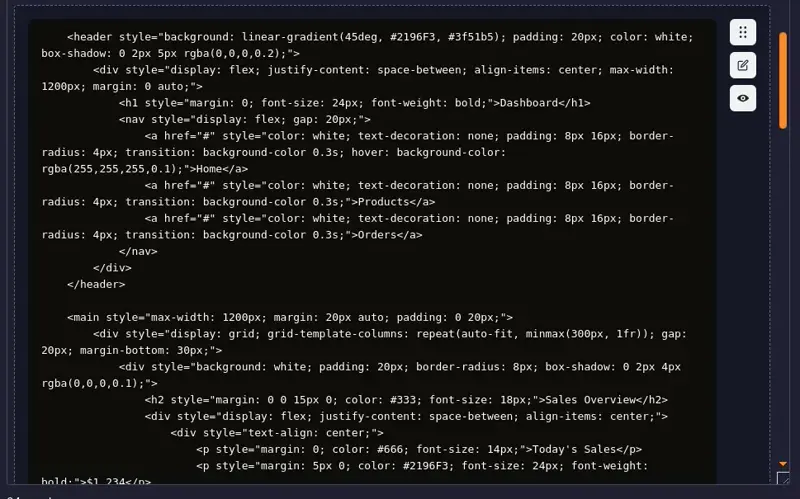 <header style="background: linear-gradient(45deg, #2196F3, #3f51b5); padding: 20px; color: white;
box-shadow: 0 2px 5px rgba(0,0,0,0.2);">
<div style="display: flex; justify-content: space-between; align-items: center; max-width:
1200px; margin: 0 auto;">
<h1 style="margin: 0; font-size: 24px; font-weight: bold;">Dashboard</h1>
<nav style="display: flex; gap: 20px;">
<a href="#" style="color: white; text-decoration: none; padding: 8px 16px; border-
radius: 4px; transition: background-color 0.3s; hover: background-color:
rgba(255,255,255,0.1);">Home</a>
<a href="#" style="color: white; text-decoration: none; padding: 8px 16px; border-
radius: 4px; transition: background-color 0.3s;">Products</a>
<a href="#" style="color: white; text-decoration: none; padding: 8px 16px; border-
radius: 4px; transition: background-color 0.3s;">Orders</a>
</nav>
</div>
</header>
<main style="max-width: 1200px; margin: 20px auto; padding: 0 20px;">
<div style="display: grid; grid-template-columns: repeat(auto-fit, minmax(300px, 1fr)); gap:
20px; margin-bottom: 30px;">
<div style="background: white; padding: 20px; border-radius: 8px; box-shadow: 0 2px 4px
rgba(0,0,0,0.1);">
<h2 style="margin: 0 0 15px 0; color: #333; font-size: 18px;">Sales Overview</h2>
<div style="display: flex; justify-content: space-between; align-items: center;">
<div style="text-align: center;">
<p style="margin: 0; color: #666; font-size: 14px;">Today's Sales</p>
<p style="margin: 5px 0; color: #2196F3; font-size: 24px; font-weight:
bold;">$1,234</p>